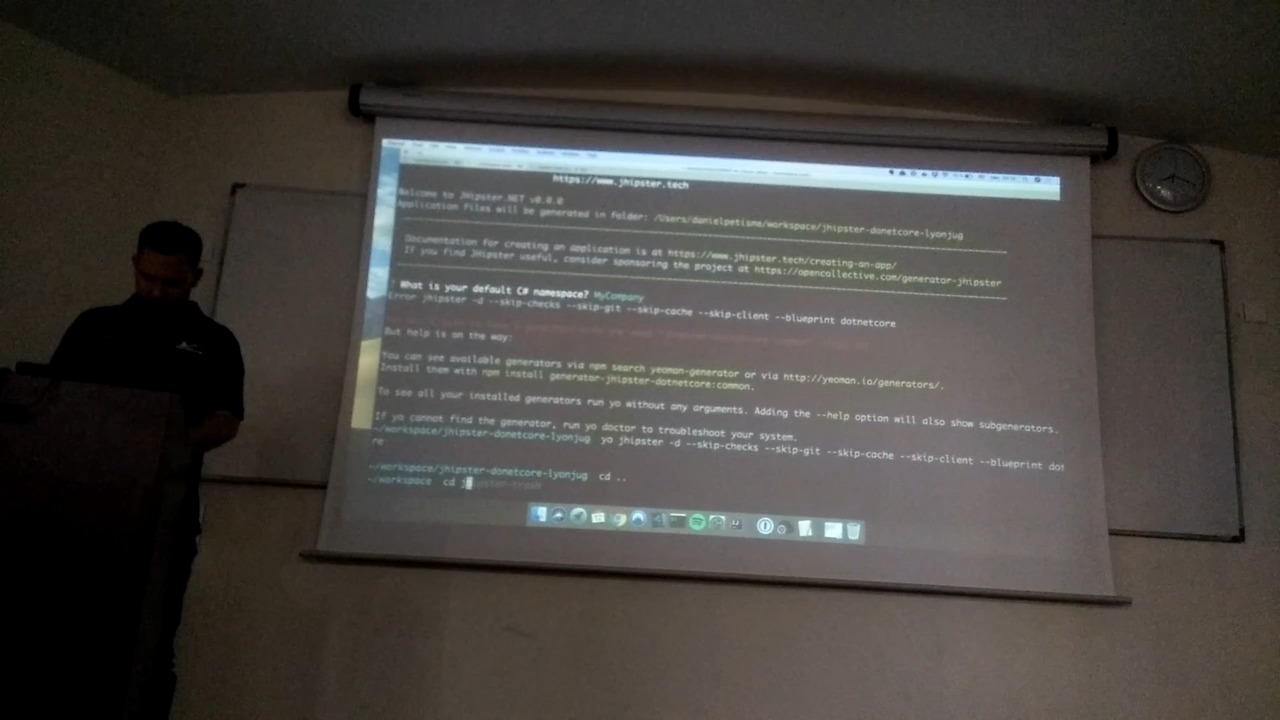 https://www.jhipster.tech
Welcome to JHipster.NET v0.0.0
Application files will be generated in folder: /Users/danielpetisme/workspace/jhipster-donetcore-lyonjug
Documentation for creating an application is at https://www.jhipster.tech/creating-an-app/
If you find JHipster useful, consider sponsoring the project at https://opencollective.com/generator-jhipster
What is your default C# namespace? MyCompany
Error jhipster -d --skip-checks --skip-git --skip-cache --skip-client --blueprint dotnetcore
But help is on the way:
You can see available generators via npm search yeoman-generator or via http://yeoman.io/generators/.
Install them with npm install generator-jhipster-dotnetcore:common.
To see all your installed generators run yo without any arguments. Adding the --help option will also show subgenerators.
If yo cannot find the generator, run yo doctor to troubleshoot your system.
~/workspace/jhipster-donetcore-lyonjug yo jhipster -d --skip-checks --skip-git --skip-cache --skip-client --blueprint dot
re
~/workspace/jhipster-donetcore-lyonjug cd ..
~/workspace cd jhipster-trash